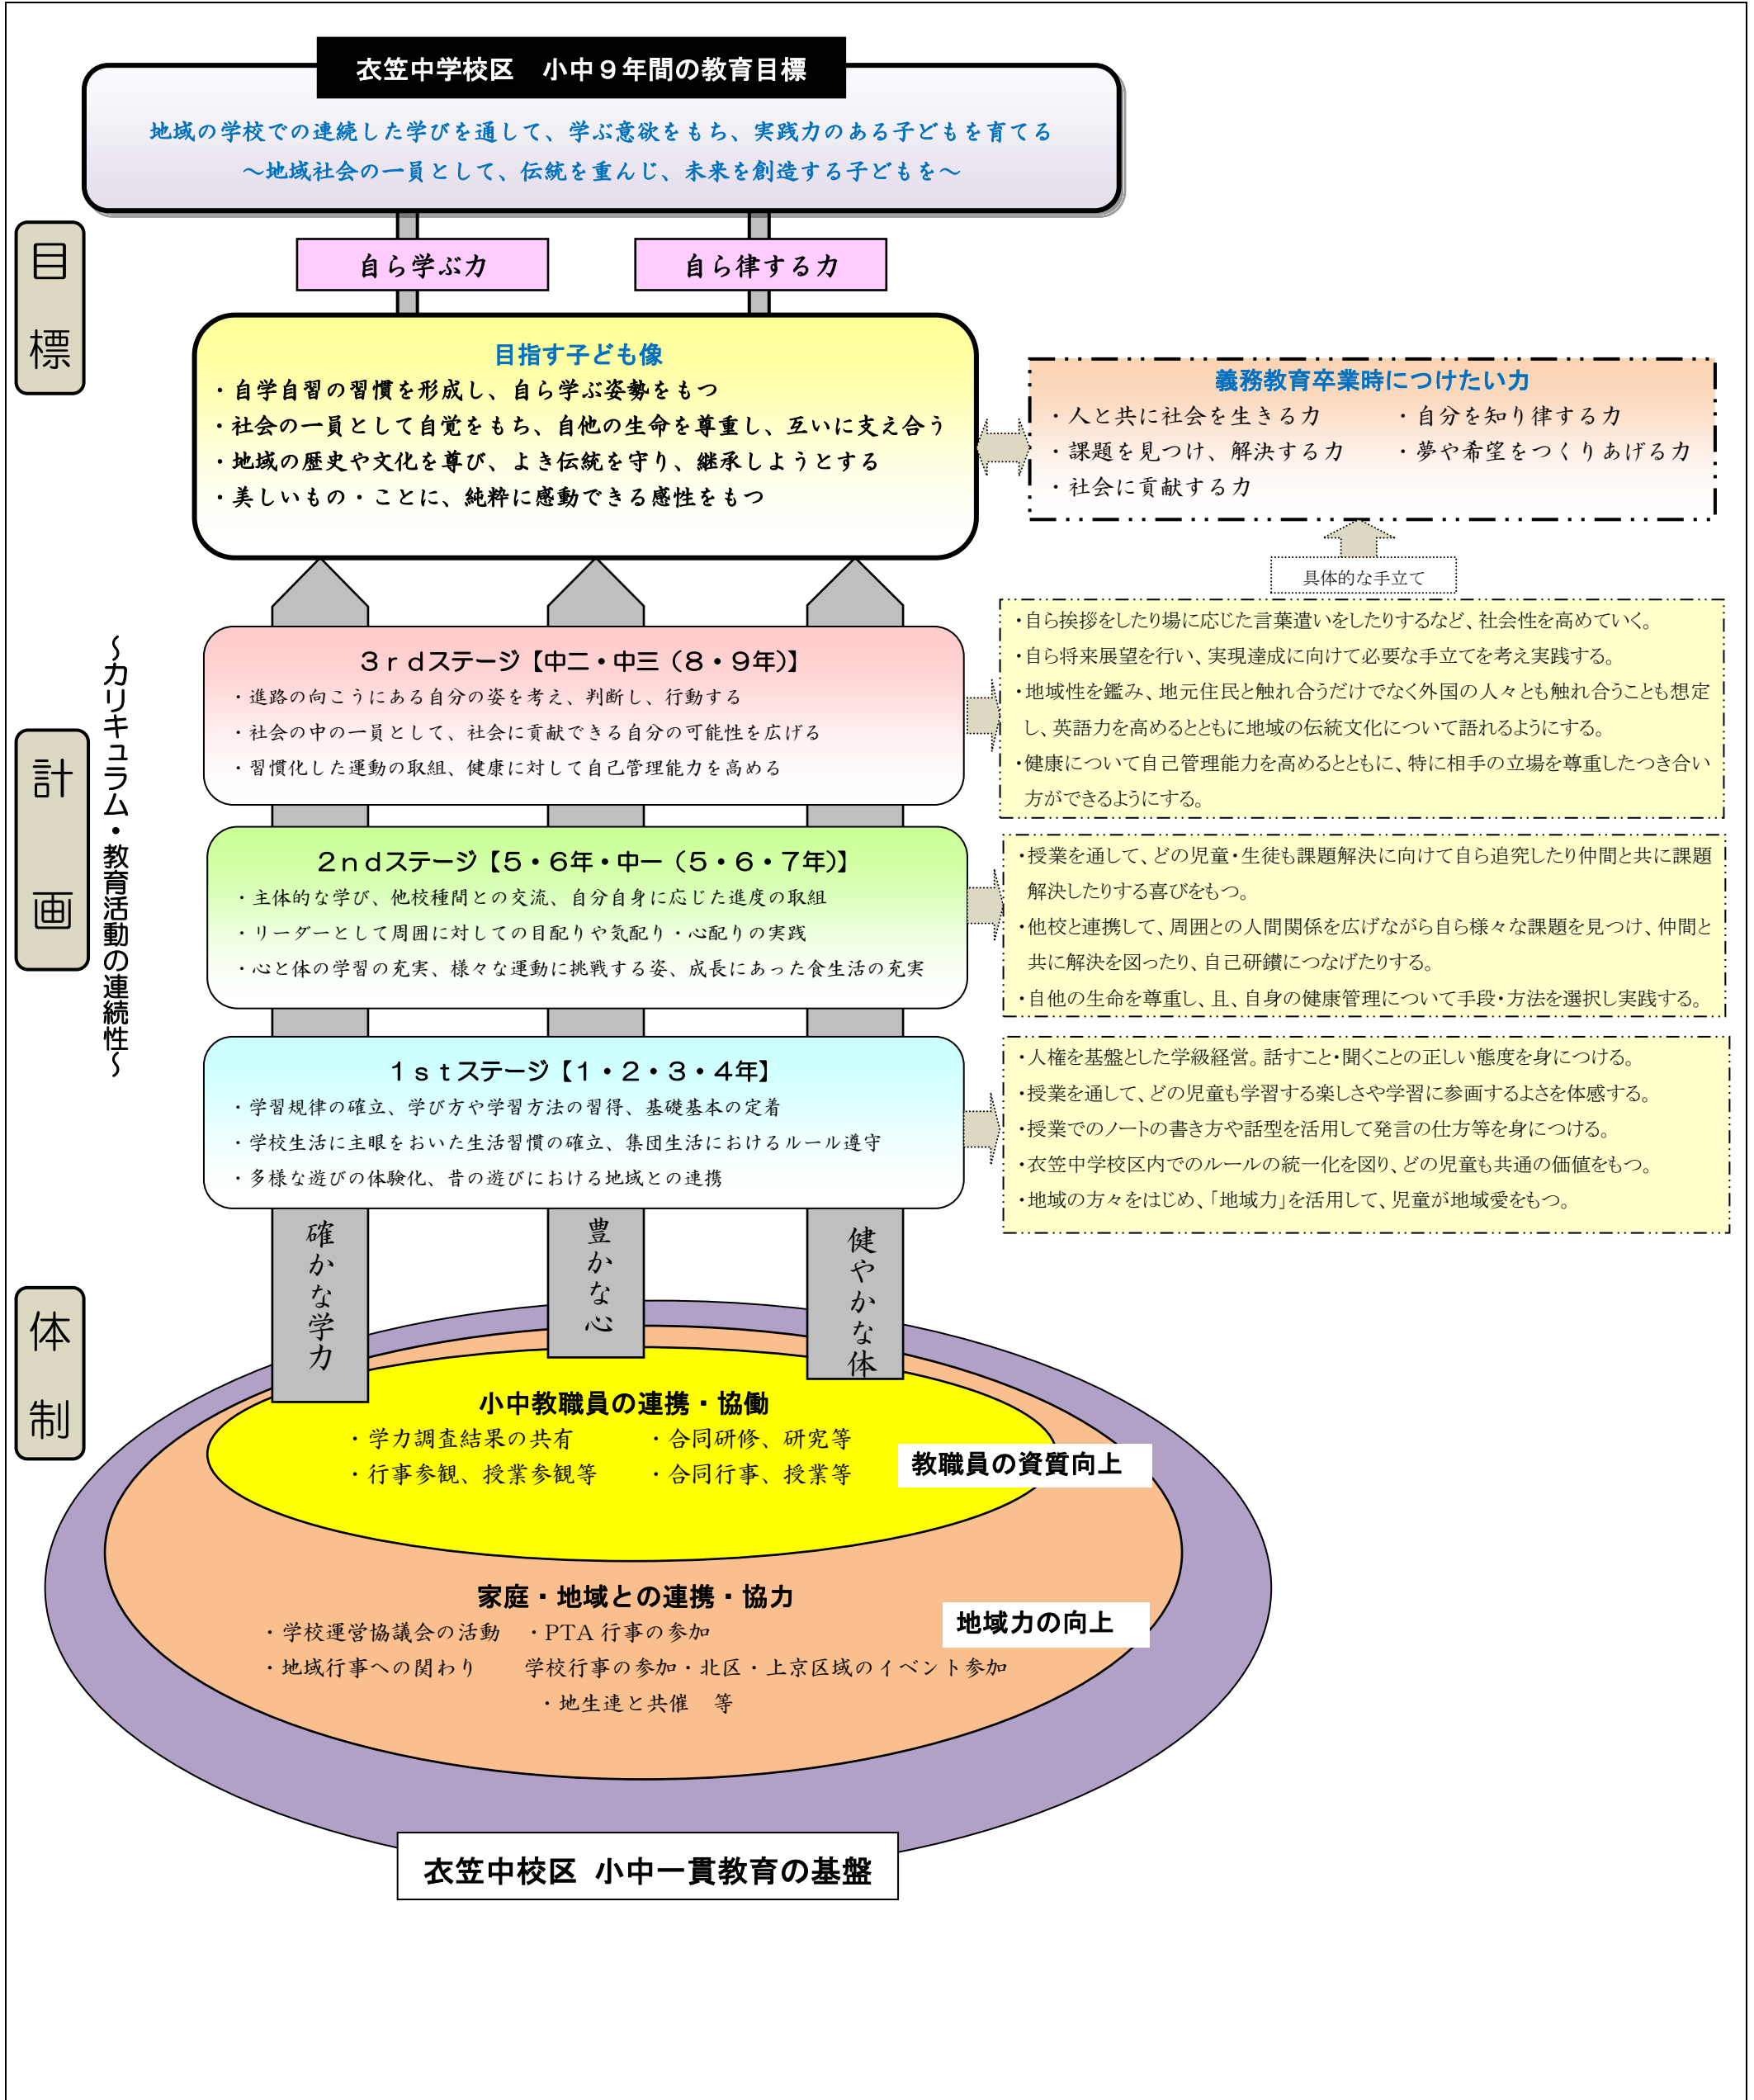 衣笠中学校区　小中９年間の教育目標
地域の学校での連続した学びを通して、学ぶ意欲をもち、実践力のある子どもを育てる
～地域社会の一員として、伝統を重んじ、未来を創造する子どもを～
目標
自ら学ぶ力
自ら律する力
目指す子ども像
・自学自習の習慣を形成し、自ら学ぶ姿勢をもつ
・社会の一員として自覚をもち、自他の生命を尊重し、互いに支え合う
・地域の歴史や文化を尊び、よき伝統を守り、継承しようとする
・美しいもの・ことに、純粋に感動できる感性をもつ
義務教育卒業時につけたい力
・人と共に社会を生きる力　・自分を知り律する力
・課題を見つけ、解決する力　・夢や希望をつくりあげる力
・社会に貢献する力
具体的な手立て
計画
～カリキュラム・教育活動の連続性～
３ｒｄステージ【中二・中三（８・９年）】
・進路の向こうにある自分の姿を考え、判断し、行動する
・社会の中の一員として、社会に貢献できる自分の可能性を広げる
・習慣化した運動の取組、健康に対して自己管理能力を高める
・自ら挨拶をしたり場に応じた言葉遣いをしたりするなど、社会性を高めていく。
・自ら将来展望を行い、実現達成に向けて必要な手立てを考え実践する。
・地域性を鑑み、地元住民と触れ合うだけでなく外国の人々とも触れ合うことも想定
し、英語力を高めるとともに地域の伝統文化について語れるようにする。
・健康について自己管理能力を高めるとともに、特に相手の立場を尊重したつき合い
方ができるようにする。
２ｎｄステージ【５・６年・中一（５・６・７年）】
・主体的な学び、他校種間との交流、自分自身に応じた進度の取組
・リーダーとして周囲に対しての目配りや気配り・心配りの実践
・心と体の学習の充実、様々な運動に挑戦する姿、成長にあった食生活の充実
・授業を通して、どの児童・生徒も課題解決に向けて自ら追究したり仲間と共に課題
解決したりする喜びをもつ。
・他校と連携して、周囲との人間関係を広げながら自ら様々な課題を見つけ、仲間と
共に解決を図ったり、自己研鑽につなげたりする。
・自他の生命を尊重し、且、自身の健康管理について手段・方法を選択し実践する。
１ｓｔステージ【１・２・３・４年】
・学習規律の確立、学び方や学習方法の習得、基礎基本の定着
・学校生活に主眼をおいた生活習慣の確立、集団生活におけるルール遵守
・多様な遊びの体験化、昔の遊びにおける地域との連携
・人権を基盤とした学級経営。話すこと・聞くことの正しい態度を身につける。
・授業を通して、どの児童も学習する楽しさや学習に参画するよさを体感する。
・授業でのノートの書き方や話型を活用して発言の仕方等を身につける。
・衣笠中学校区内でのルールの統一化を図り、どの児童も共通の価値をもつ。
・地域の方々をはじめ、「地域力」を活用して、児童が地域愛をもつ。
確かな学力
豊かな心
健やかな体
体制
小中教職員の連携・協働
・学力調査結果の共有　・合同研修、研究等
・行事参観、授業参観等　・合同行事、授業等
教職員の資質向上
家庭・地域との連携・協力
・学校運営協議会の活動　・PTA 行事の参加
・地域行事への関わり　学校行事の参加・北区・上京区域のイベント参加
・地生連と共催　等
地域力の向上
衣笠中校区 小中一貫教育の基盤